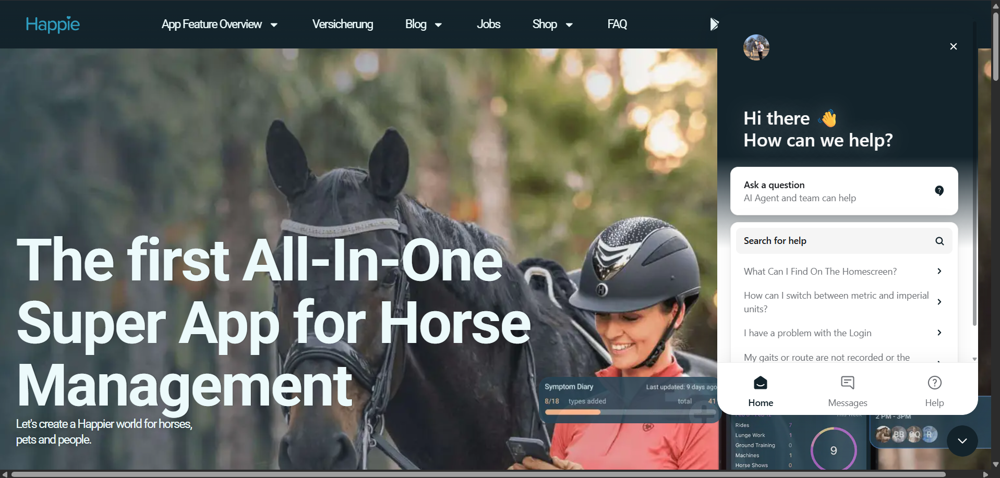 Happie
App Feature Overview
Versicherung
Blog
Jobs
Shop
FAQ
The first All-In-One
Super App for Horse
Management
Let's create a Happier world for horses,
pets and people.
Symptom Diary
Last updated: 9 days ago
8/18 types added
total 41
Hi there 👋
How can we help?
Ask a question
AI Agent and team can help
Search for help
What Can I Find On The Homescreen?
How can I switch between metric and imperial
units?
I have a problem with the Login
My gaits or route are not recorded or the
Home
Messages
Help
This Week
Rides 7
Lunge Work 1
Ground Training 0
Machines 1
Horse Shows 0
9
2 PM - 3PM
BB
R